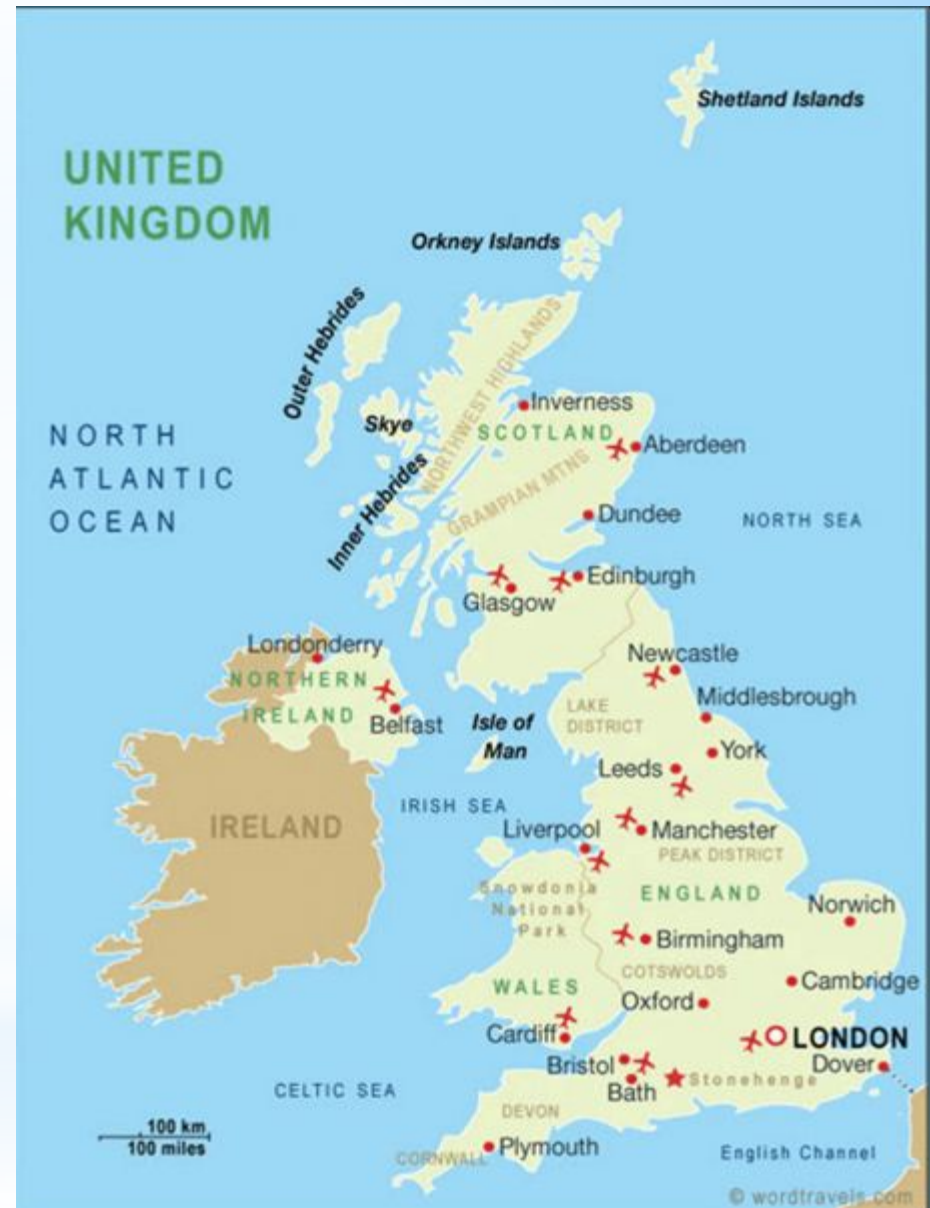 Shetland Islands
UNITED
KINGDOM
Orkney Islands
Outer Hebrides
NORTHWEST HIGHLANDS
Skye
Inverness
SCOTLAND
NORTH
ATLANTIC
OCEAN
Aberdeen
Inner Hebrides
GRAMPIAN MTNS
Dundee
NORTH SEA
Edinburgh
Glasgow
Londonderry
NORTHERN
IRELAND
Belfast
Newcastle
Middlesbrough
LAKE
DISTRICT
Isle of
Man
York
Leeds
IRISH SEA
IRELAND
Liverpool
Manchester
PEAK DISTRICT
Snowdonia
National
Park
ENGLAND
Norwich
Birmingham
COTSWOLDS
WALES
Cambridge
Oxford
Cardiff
LONDON
Bristol
Dover
Bath
Stonehenge
CELTIC SEA
DEVON
100 km
100 miles
Plymouth
CORNWALL
English Channel
© wordtravels.com